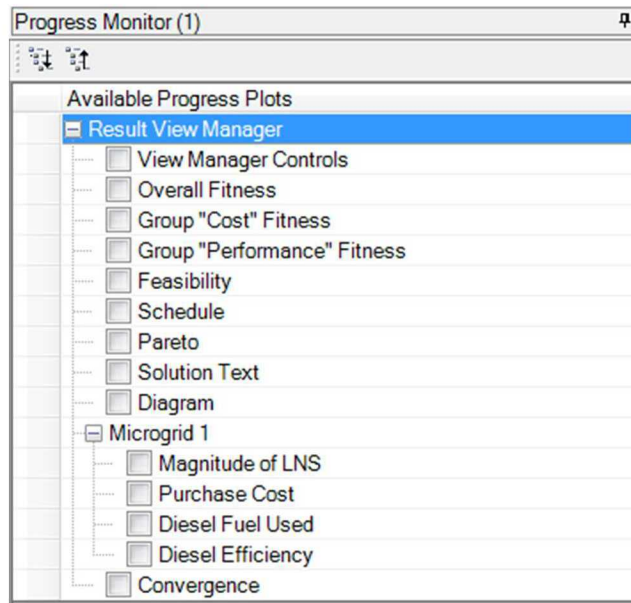 Progress Monitor (1)
Available Progress Plots
Result View Manager
View Manager Controls
Overall Fitness
Group "Cost" Fitness
Group "Performance" Fitness
Feasibility
Schedule
Pareto
Solution Text
Diagram
Microgrid 1
Magnitude of LNS
Purchase Cost
Diesel Fuel Used
Diesel Efficiency
Convergence